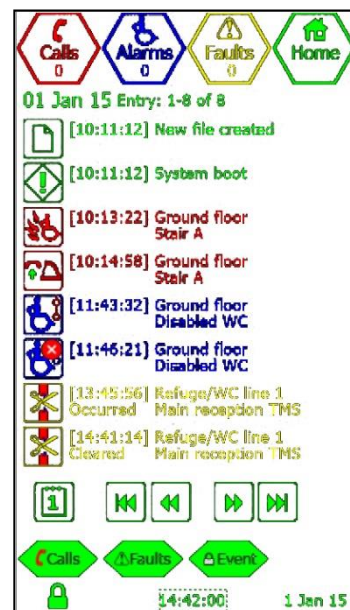 Calls Alarms Faults Home
0 0 0
01 Jan 15 Entry: 1-8 of 8
[10:11:12] New file created
[10:11:12] System boot
[10:13:22] Ground floor
Stair A
[10:14:58] Ground floor
Stair A
[11:43:32] Ground floor
Disabled WC
[11:46:21] Ground floor
Disabled WC
[13:45:56] Refuge/WC line 1
Occurred Main reception TMS
[14:41:14] Refuge/WC line 1
Cleared Main reception TMS
1
Calls Faults Event
14:42:00 1 Jan 15